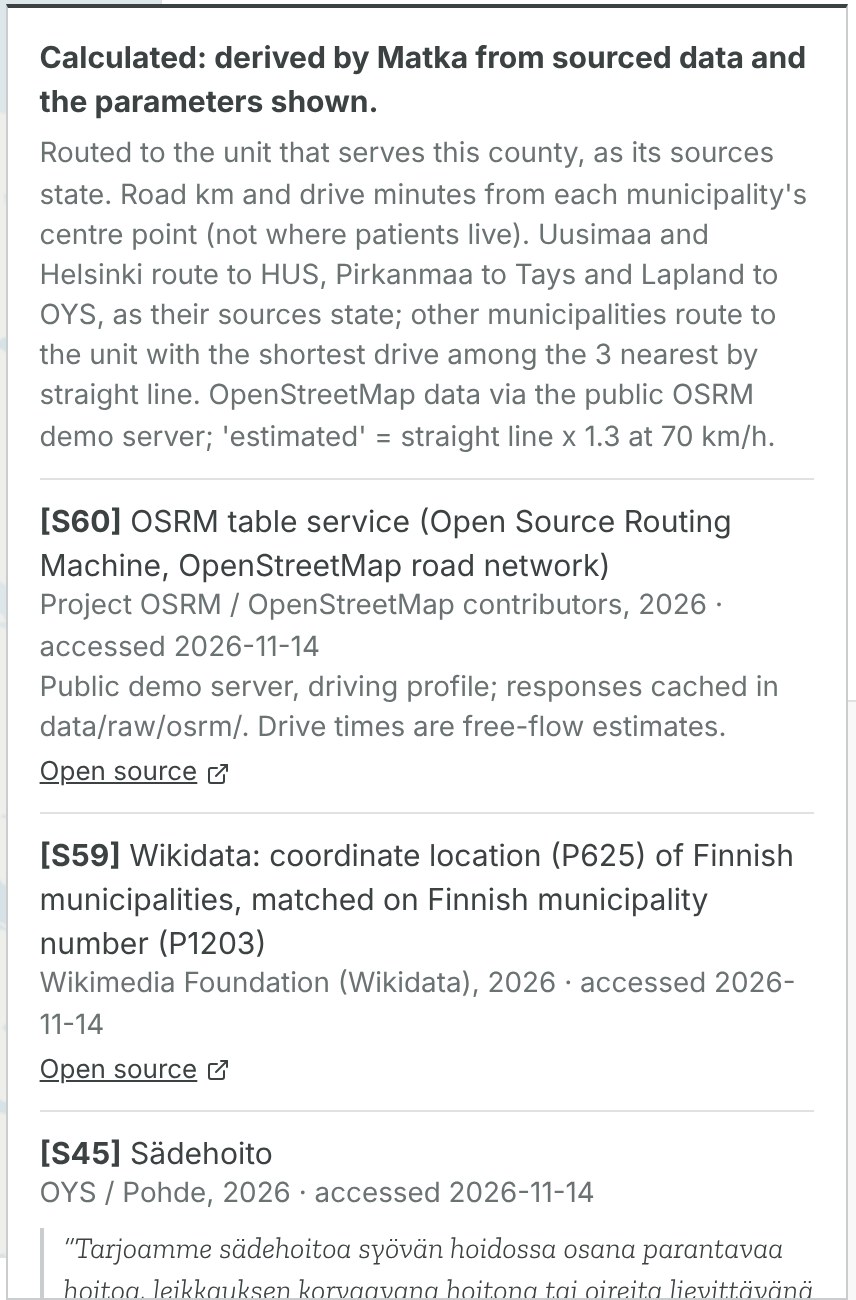 Calculated: derived by Matka from sourced data and
the parameters shown.
Routed to the unit that serves this county, as its sources
state. Road km and drive minutes from each municipality's
centre point (not where patients live). Uusimaa and
Helsinki route to HUS, Pirkanmaa to Tays and Lapland to
OYS, as their sources state; other municipalities route to
the unit with the shortest drive among the 3 nearest by
straight line. OpenStreetMap data via the public OSRM
demo server; 'estimated' = straight line x 1.3 at 70 km/h.
[S60] OSRM table service (Open Source Routing
Machine, OpenStreetMap road network)
Project OSRM / OpenStreetMap contributors, 2026 ·
accessed 2026-11-14
Public demo server, driving profile; responses cached in
data/raw/osrm/. Drive times are free-flow estimates.
Open source
[S59] Wikidata: coordinate location (P625) of Finnish
municipalities, matched on Finnish municipality
number (P1203)
Wikimedia Foundation (Wikidata), 2026 · accessed 2026-
11-14
Open source
[S45] Sädehoito
OYS / Pohde, 2026 · accessed 2026-11-14
"Tarjoamme sädehoitoa syövän hoidossa osana parantavaa
hoitoa, leikkauksen korvaavana hoitona tai oireita lievittävänä